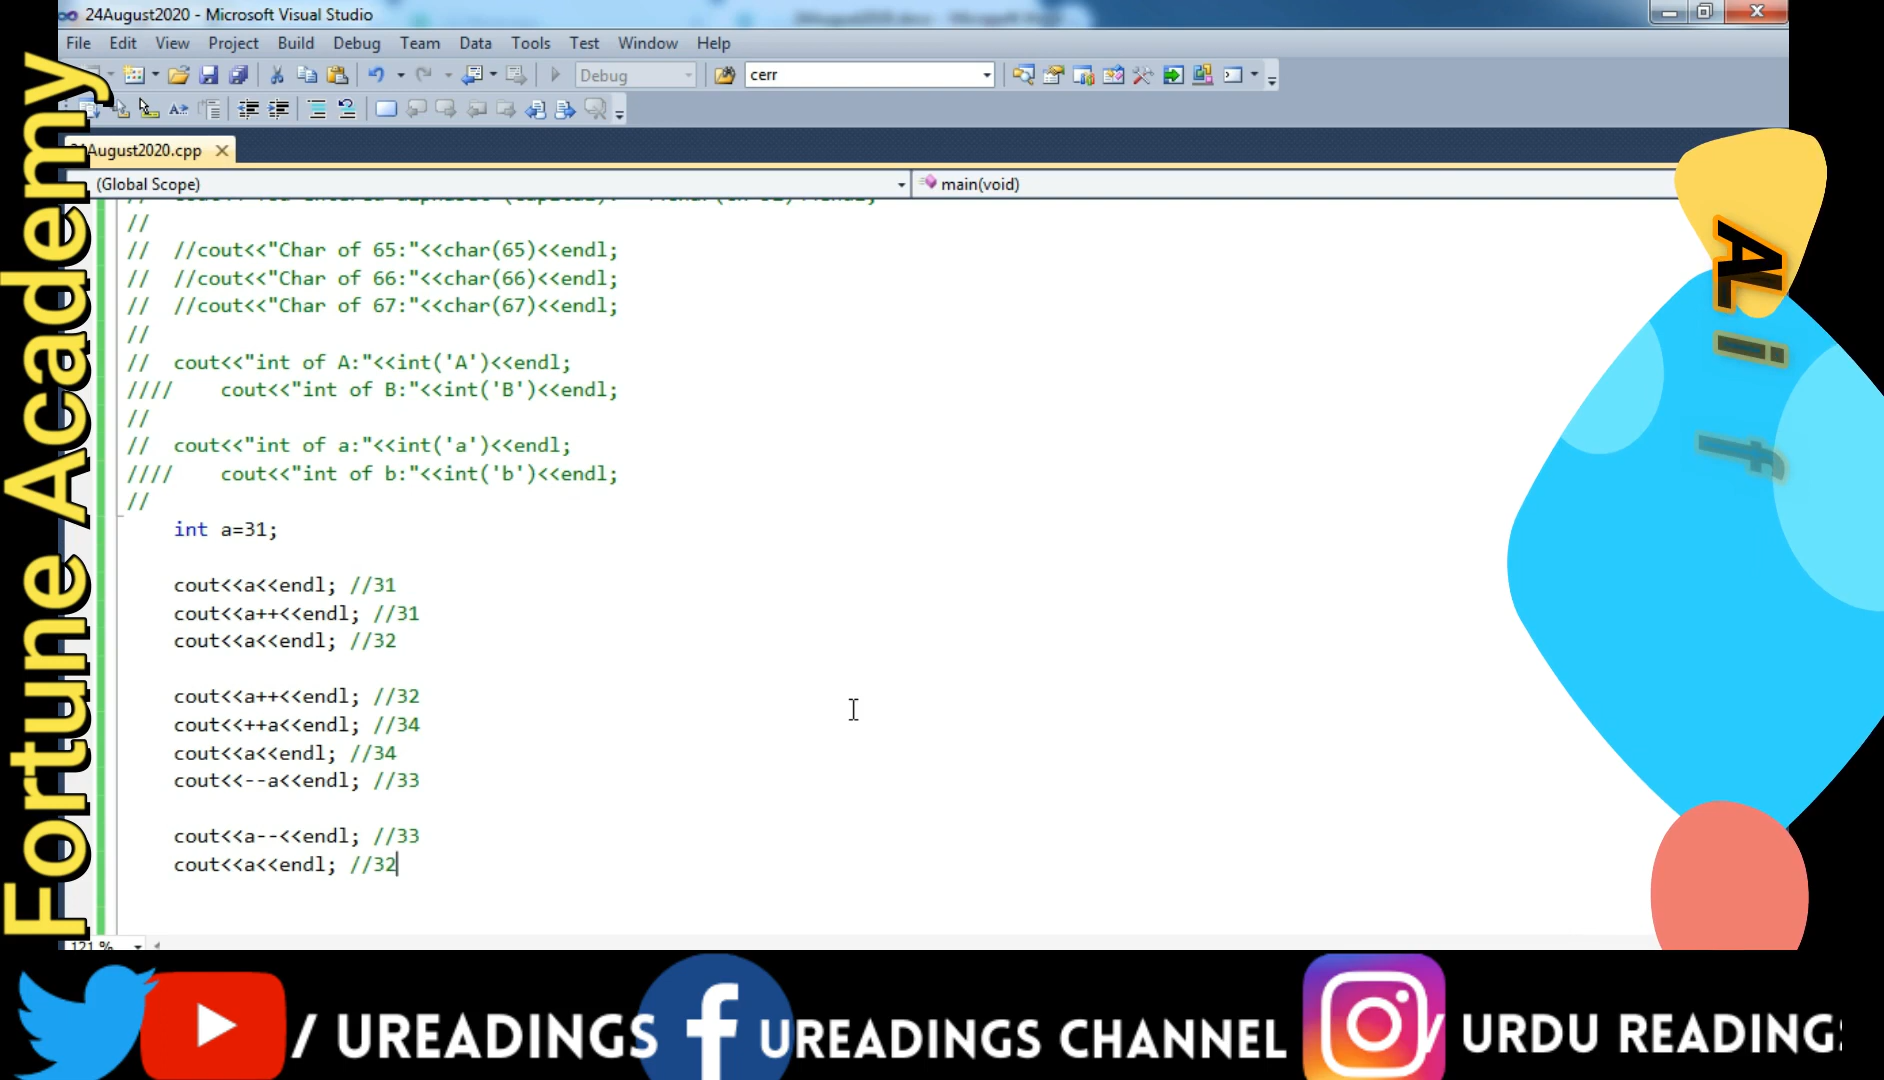 24August2020 - Microsoft Visual Studio
File Edit View Project Build Debug Team Data Tools Test Window Help
Debug cerr
24August2020.cpp
(Global Scope) main(void)
//
// //cout<<"Char of 65:"<<char(65)<<endl;
// //cout<<"Char of 66:"<<char(66)<<endl;
// //cout<<"Char of 67:"<<char(67)<<endl;
//
// cout<<"int of A:"<<int('A')<<endl;
//// cout<<"int of B:"<<int('B')<<endl;
//
// cout<<"int of a:"<<int('a')<<endl;
//// cout<<"int of b:"<<int('b')<<endl;
//
int a=31;
cout<<a<<endl; //31
cout<<a++<<endl; //31
cout<<a<<endl; //32
cout<<a++<<endl; //32
cout<<++a<<endl; //34
cout<<a<<endl; //34
cout<<--a<<endl; //33
cout<<a--<<endl; //33
cout<<a<<endl; //32
121 %
Fortune Academy
ALif
/ UREADINGS
UREADINGS CHANNEL
/ URDU READINGS